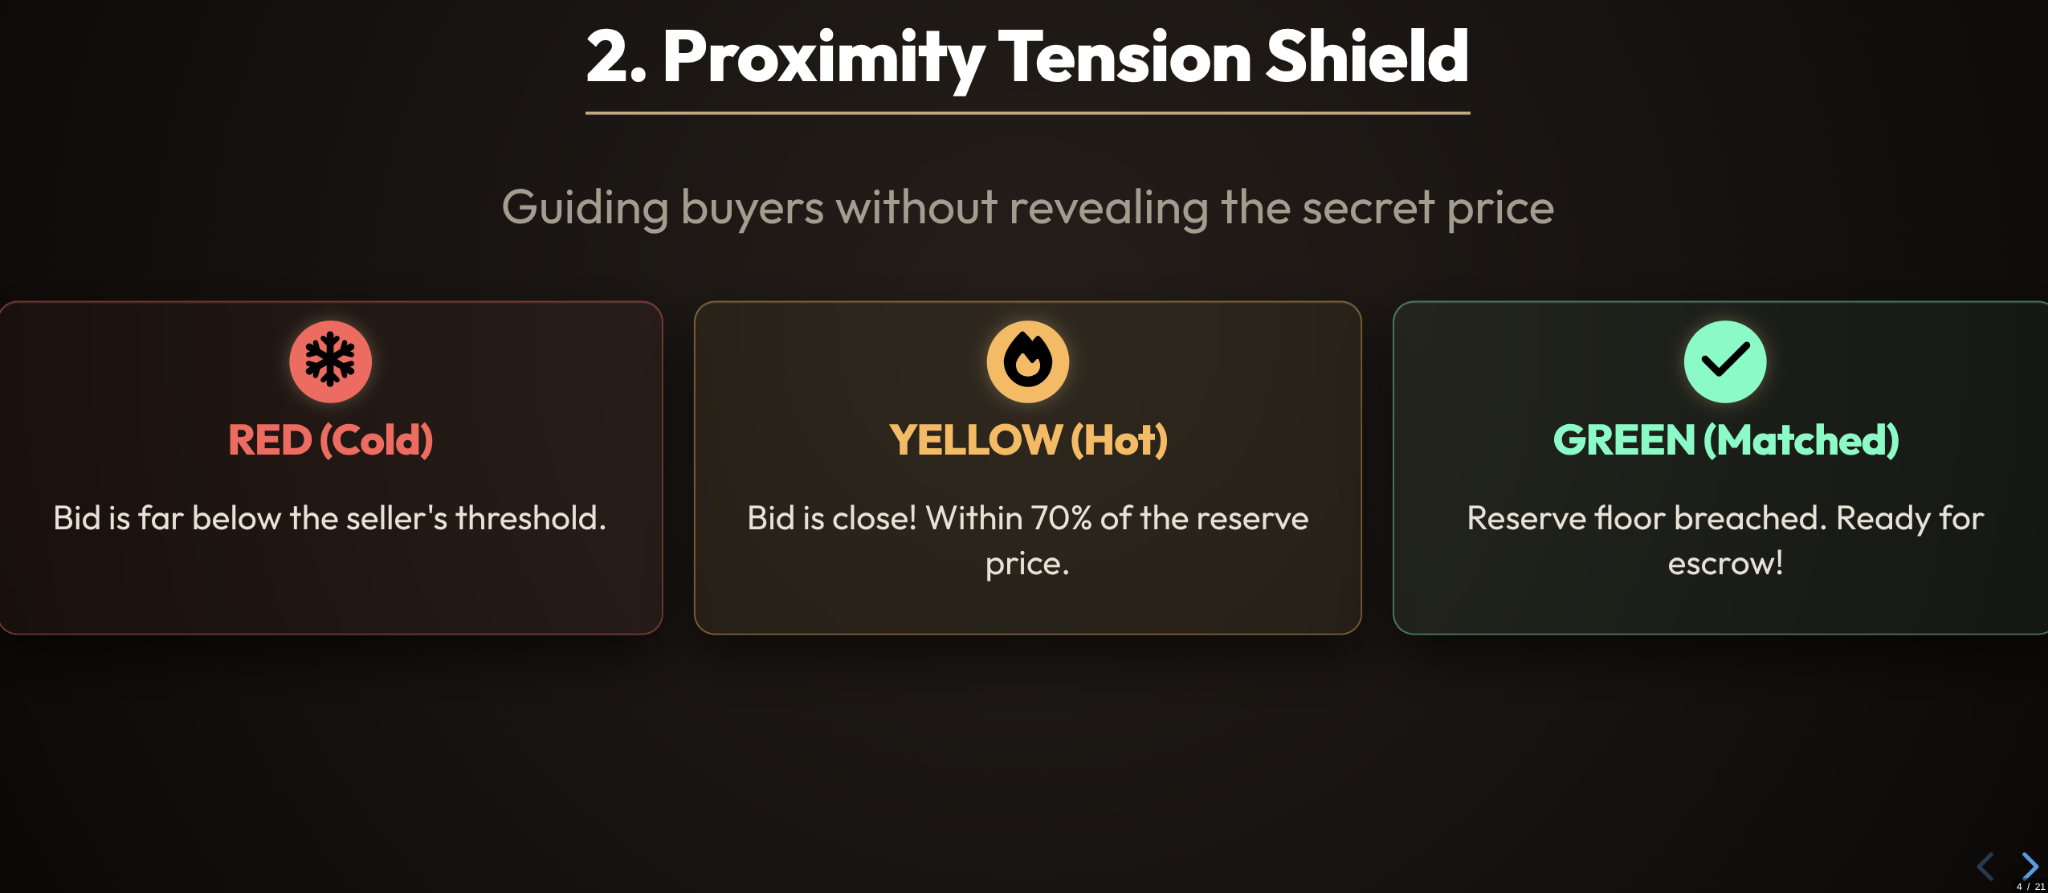 2. Proximity Tension Shield
Guiding buyers without revealing the secret price
RED (Cold)
Bid is far below the seller's threshold.
YELLOW (Hot)
Bid is close! Within 70% of the reserve
price.
GREEN (Matched)
Reserve floor breached. Ready for
escrow!
4 / 21